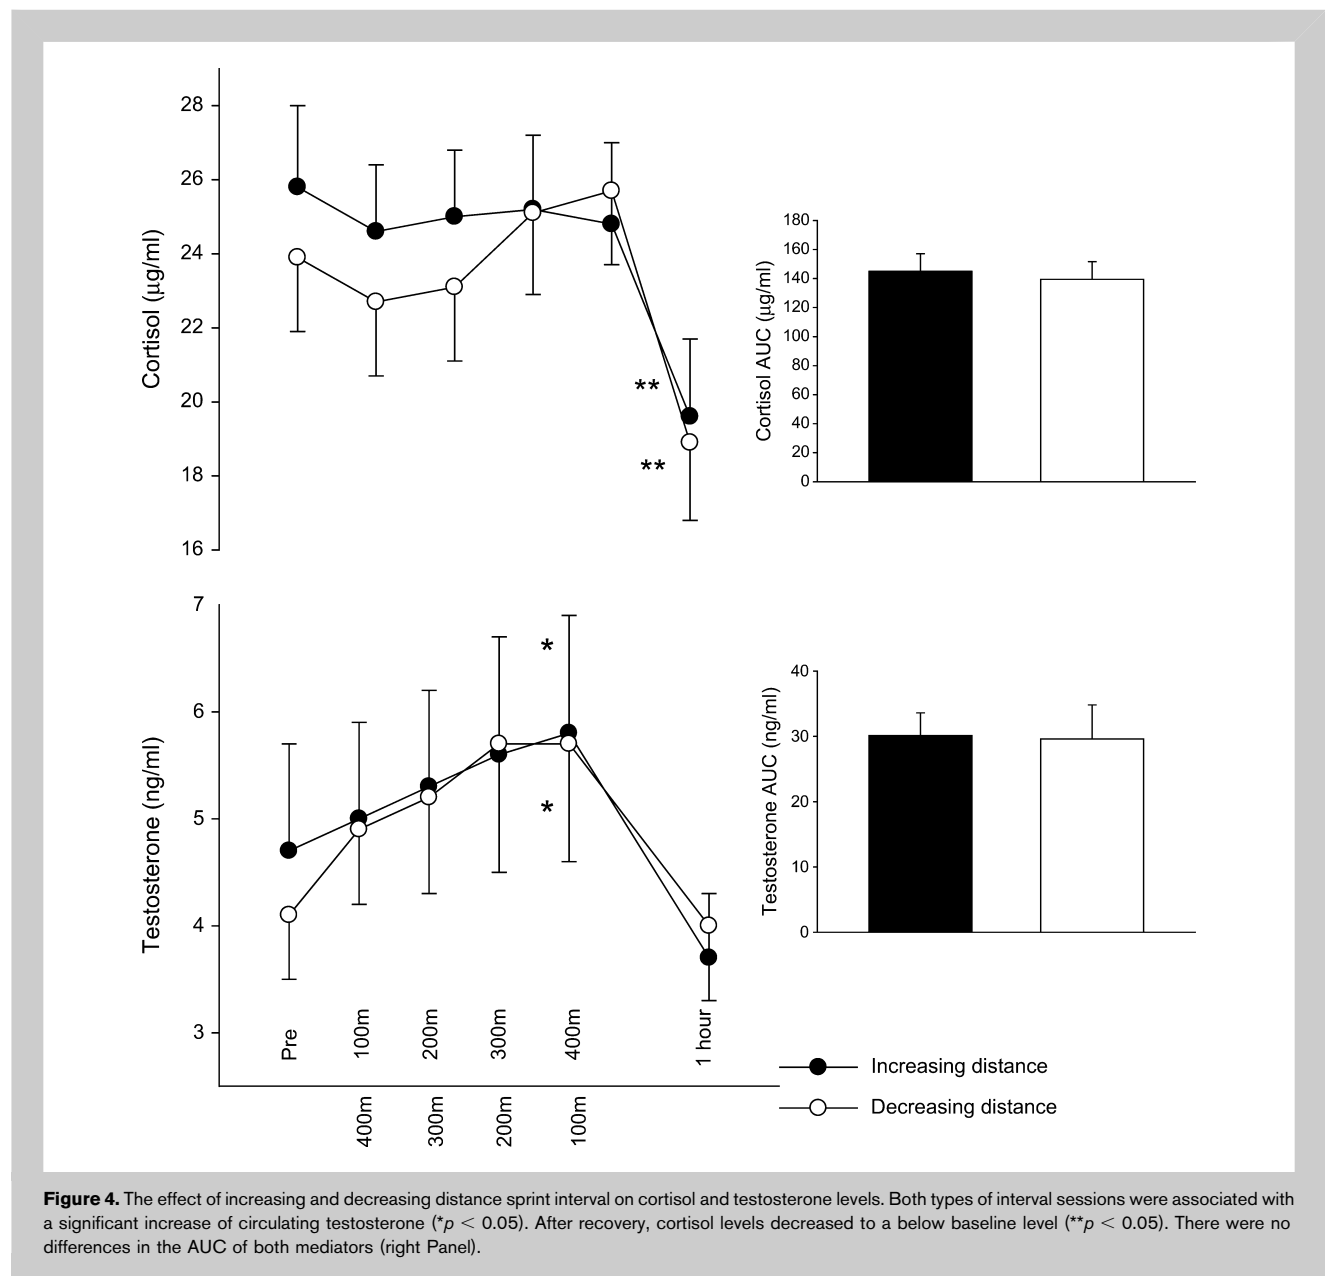 28
26
24
22
20
18
16
Cortisol (µg/ml)
**
**
180
160
140
120
100
80
60
40
20
0
Cortisol AUC (µg/ml)
7
6
5
4
3
Testosterone (ng/ml)
*
*
Pre
100m
200m
300m
400m
1 hour
400m
300m
200m
100m
40
30
20
10
0
Testosterone AUC (ng/ml)
Increasing distance
Decreasing distance
Figure 4. The effect of increasing and decreasing distance sprint interval on cortisol and testosterone levels. Both types of interval sessions were associated with
a significant increase of circulating testosterone (*p < 0.05). After recovery, cortisol levels decreased to a below baseline level (**p < 0.05). There were no
differences in the AUC of both mediators (right Panel).